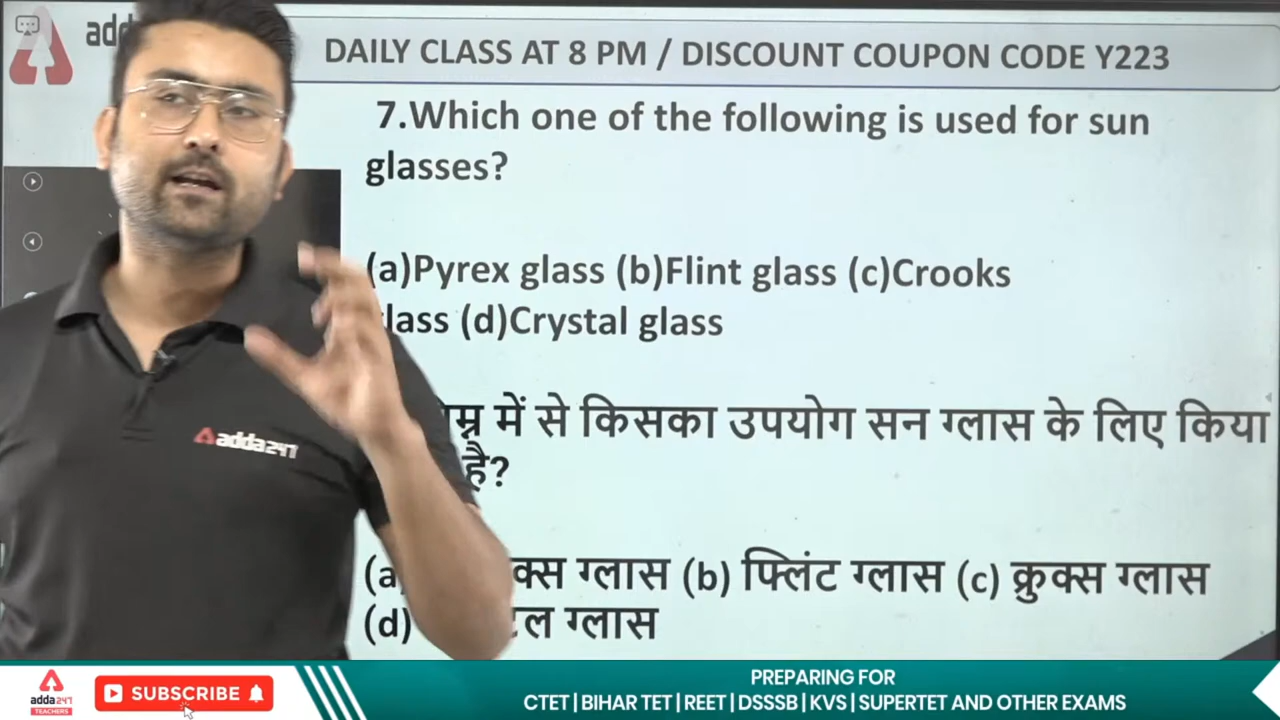 DAILY CLASS AT 8 PM / DISCOUNT COUPON CODE Y223
7.Which one of the following is used for sun
glasses?
(a)Pyrex glass (b)Flint glass (c)Crooks
lass (d)Crystal glass
में से किसका उपयोग सन ग्लास के लिए किया
है?
ग्लास (b) फ्लिंट ग्लास (c) क्रुक्स ग्लास
(d) ग्लास
adda247
adda247
TEACHERS
SUBSCRIBE
PREPARING FOR
CTET | BIHAR TET | REET | DSSSB | KVS | SUPERTET AND OTHER EXAMS